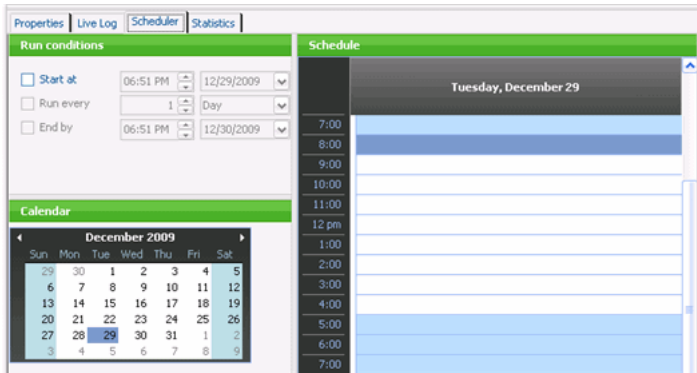 Properties Live Log Scheduler Statistics
Run conditions
Start at 06:51 PM 12/29/2009
Run every 1 Day
End by 06:51 PM 12/30/2009
Calendar
December 2009
Sun Mon Tue Wed Thu Fri Sat
29 30 1 2 3 4 5
6 7 8 9 10 11 12
13 14 15 16 17 18 19
20 21 22 23 24 25 26
27 28 29 30 31 1 2
3 4 5 6 7 8 9
Schedule
Tuesday, December 29
7:00
8:00
9:00
10:00
11:00
12 pm
1:00
2:00
3:00
4:00
5:00
6:00
7:00